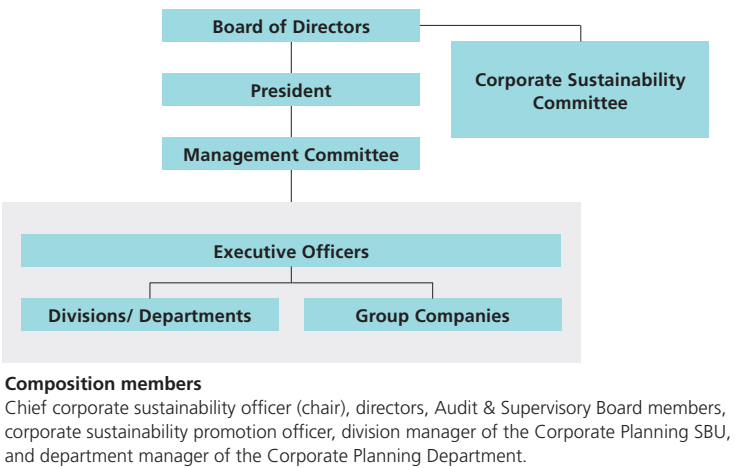 Board of Directors
Corporate Sustainability
Committee
President
Management Committee
Executive Officers
Divisions/ Departments
Group Companies
Composition members
Chief corporate sustainability officer (chair), directors, Audit & Supervisory Board members,
corporate sustainability promotion officer, division manager of the Corporate Planning SBU,
and department manager of the Corporate Planning Department.